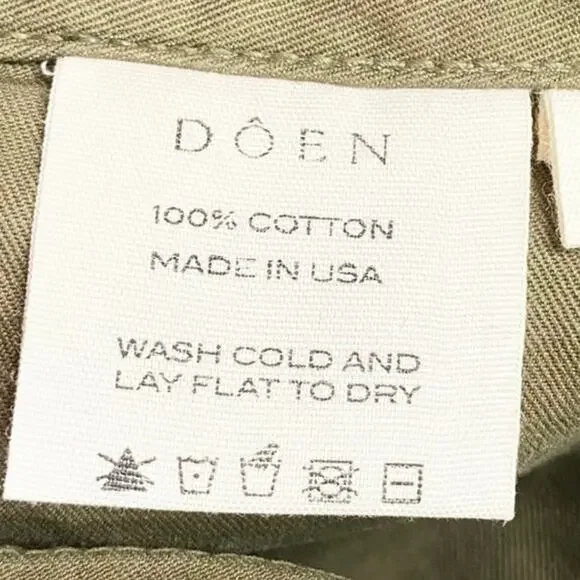 DÔEN
100% COTTON
MADE IN USA
WASH COLD AND
LAY FLAT TO DRY